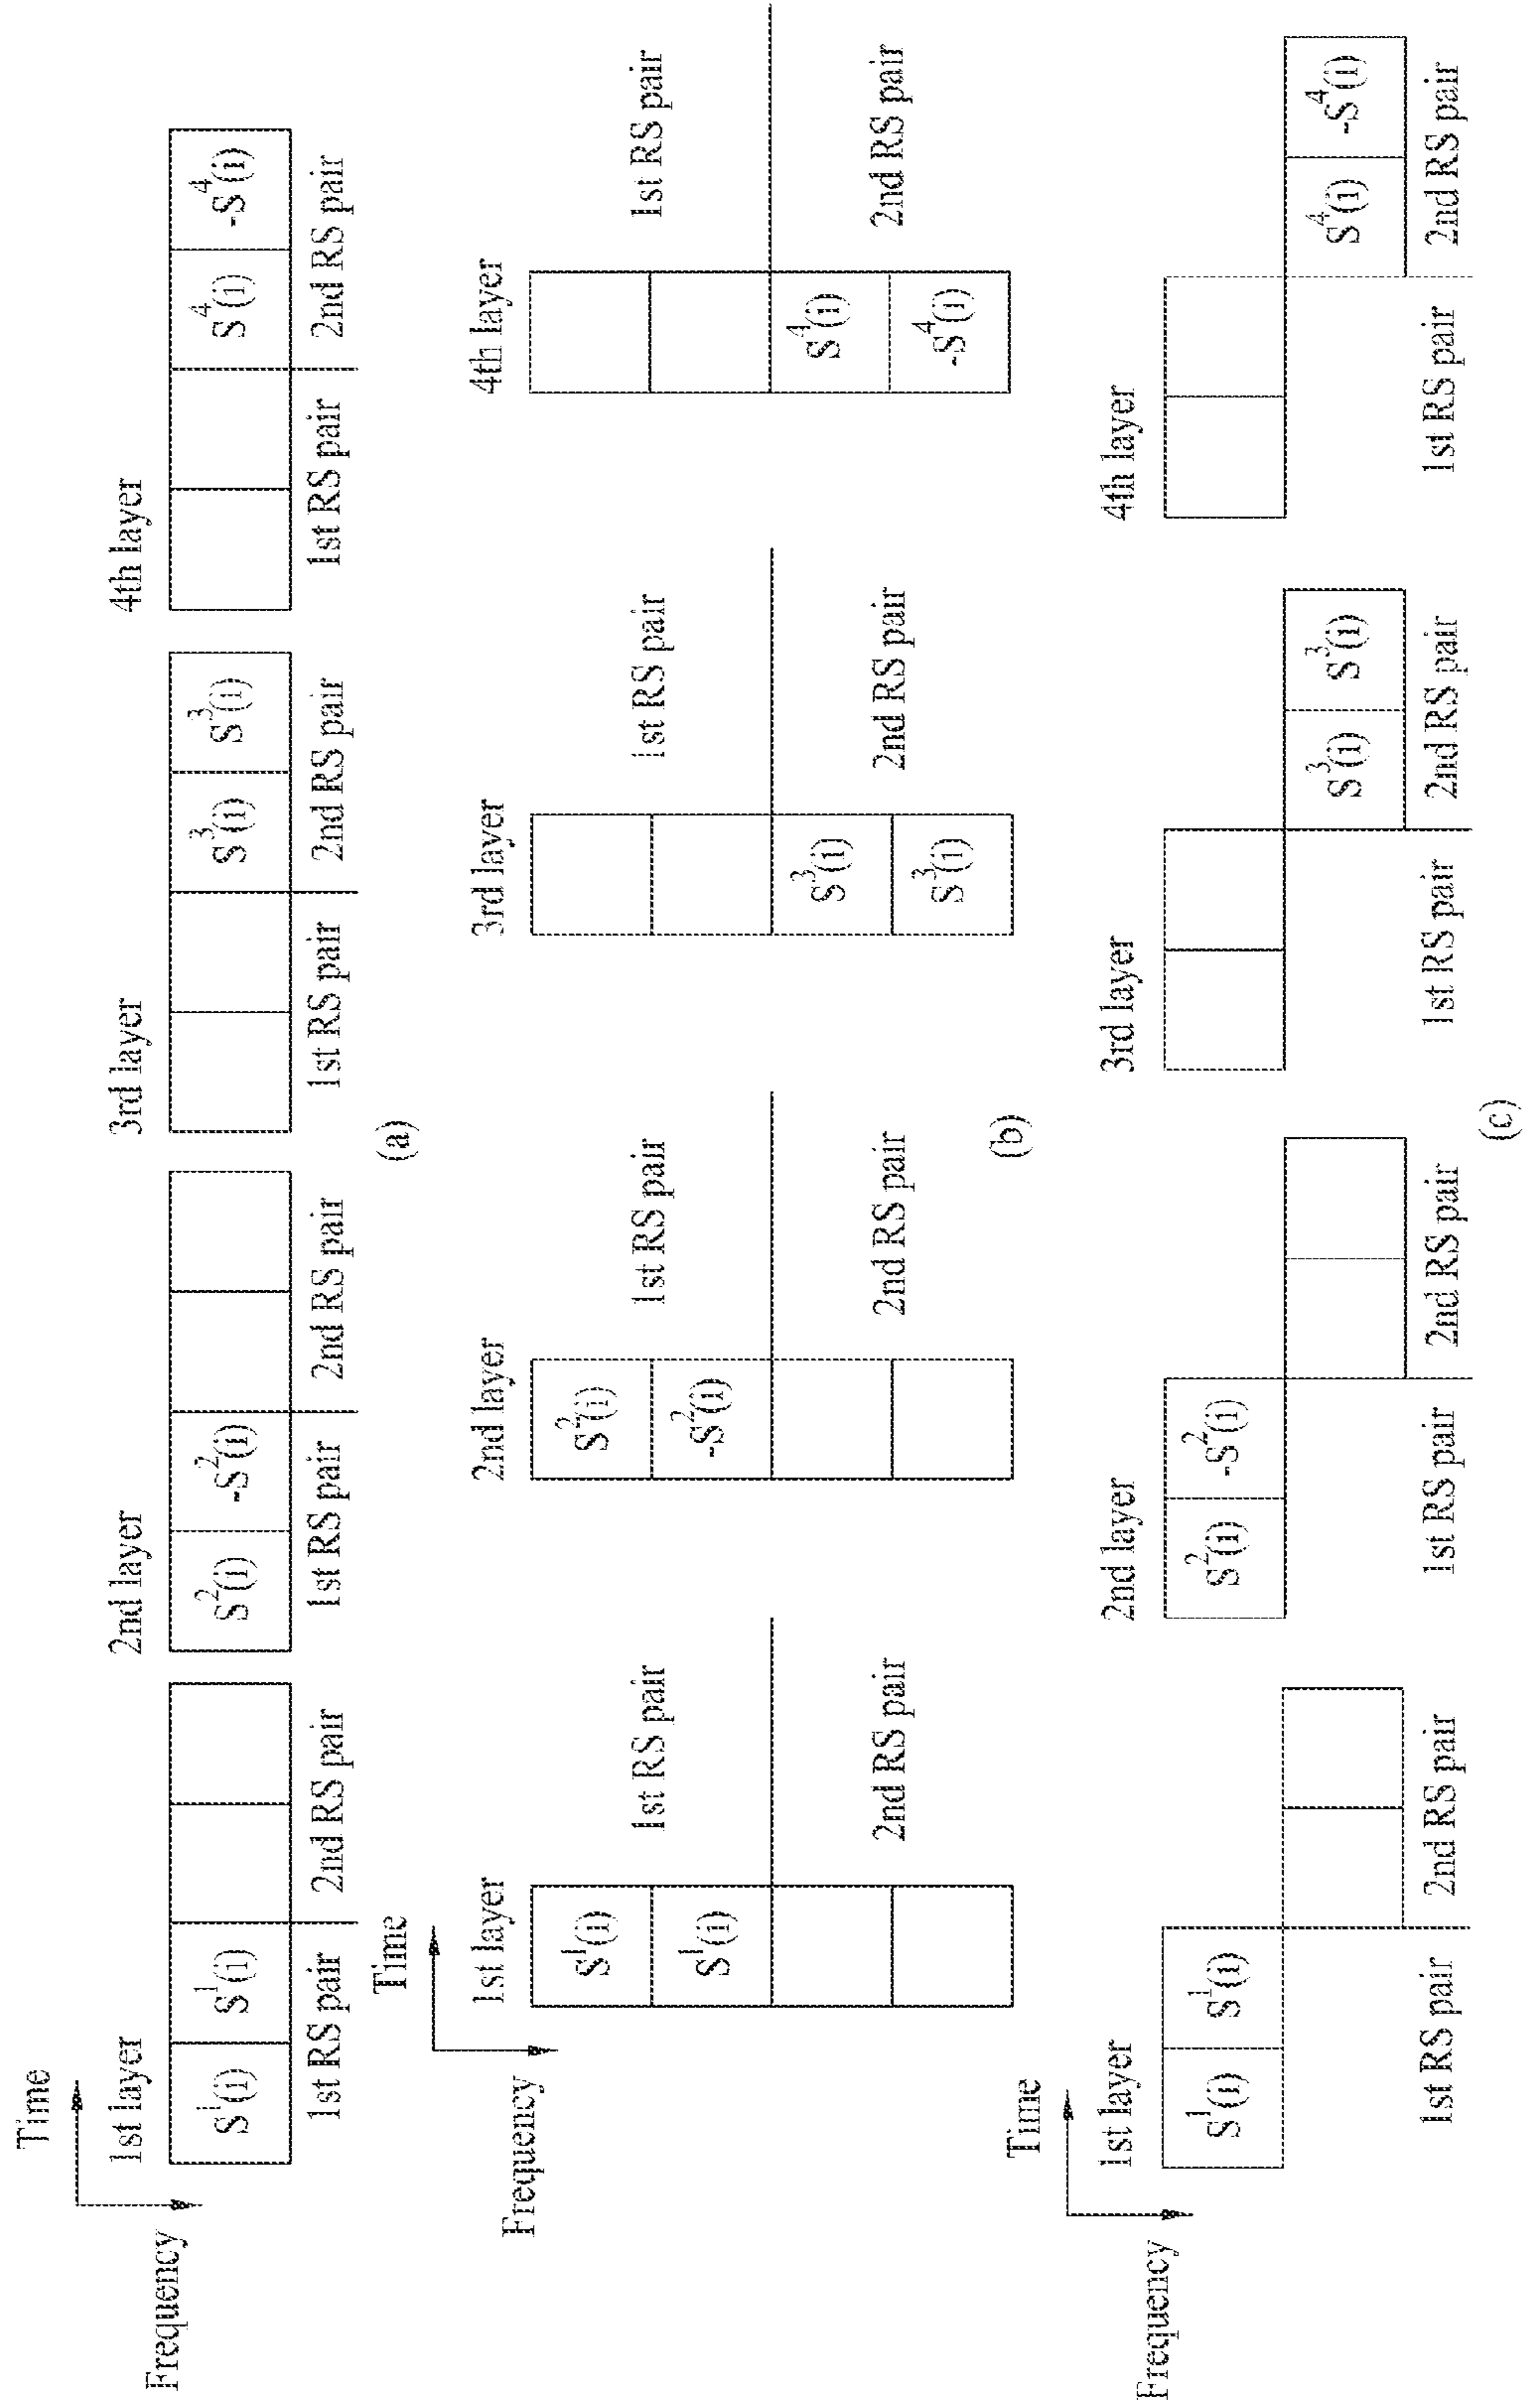 Time
Frequency
1st layer
2nd layer
3rd layer
4th layer
S¹(i) S¹(i)
S²(i) -S²(i)
S³(i) S³(i)
S⁴(i) -S⁴(i)
1st RS pair 2nd RS pair
1st RS pair 2nd RS pair
1st RS pair 2nd RS pair
1st RS pair 2nd RS pair
(a)
Time
Frequency
1st layer
2nd layer
3rd layer
4th layer
S¹(i)
S¹(i)
1st RS pair
2nd RS pair
S²(i)
-S²(i)
1st RS pair
2nd RS pair
S³(i)
S³(i)
1st RS pair
2nd RS pair
S⁴(i)
-S⁴(i)
1st RS pair
2nd RS pair
(b)
Time
Frequency
1st layer
2nd layer
3rd layer
4th layer
S¹(i) S¹(i)
S²(i) -S²(i)
S³(i) S³(i)
S⁴(i) -S⁴(i)
1st RS pair 2nd RS pair
1st RS pair 2nd RS pair
1st RS pair 2nd RS pair
1st RS pair 2nd RS pair
(c)